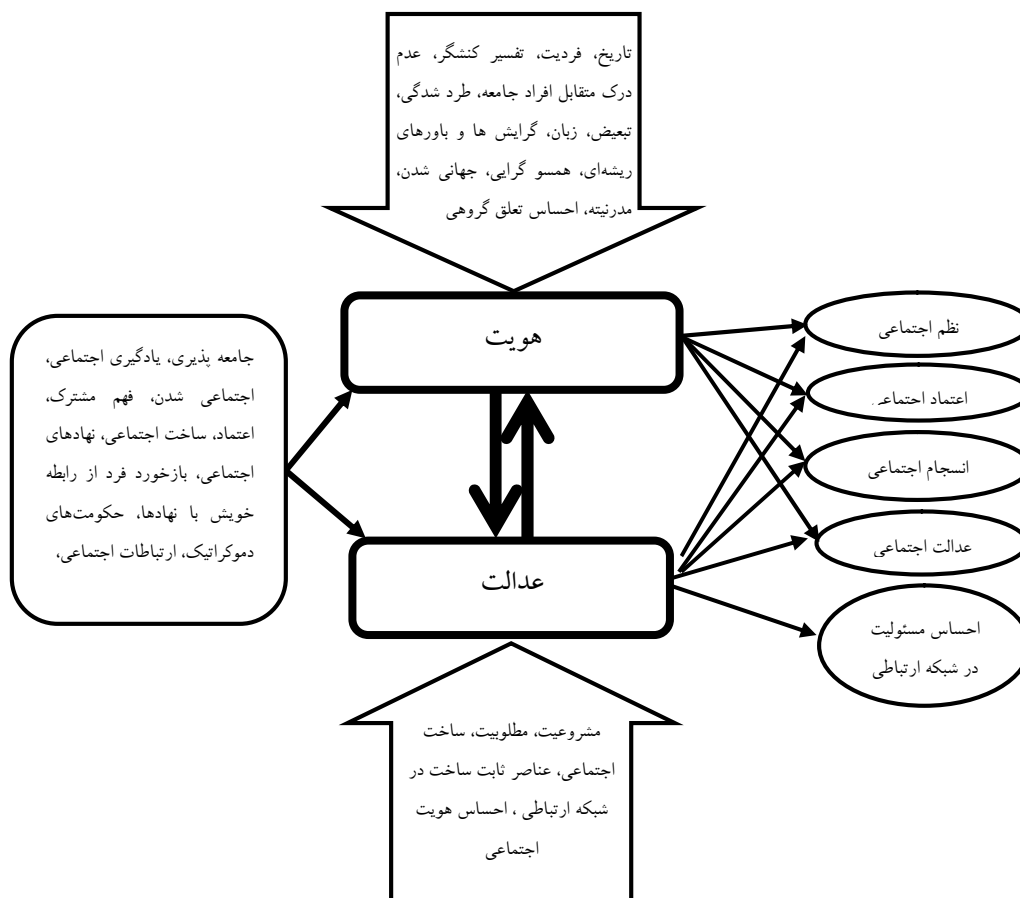 تاریخ، فردیت، تفسیر کنشگر، عدم
درک متقابل افراد جامعه، طرد شدگی،
تبعیض، زبان، گرایش ها و باورهای
ریشه‌ای، همسو گرایی، جهانی شدن،
مدرنیته، احساس تعلق گروهی
هویت
جامعه پذیری، یادگیری اجتماعی،
اجتماعی شدن، فهم مشترک،
اعتماد، ساخت اجتماعی، نهادهای
اجتماعی، بازخورد فرد از رابطه
خویش با نهادها، حکومت‌های
دموکراتیک، ارتباطات اجتماعی،
عدالت
نظم اجتماعی
اعتماد اجتماعی
انسجام اجتماعی
عدالت اجتماعی
احساس مسئولیت
در شبکه ارتباطی
مشروعیت، مطلوبیت، ساخت
اجتماعی، عناصر ثابت ساخت در
شبکه ارتباطی ، احساس هویت
اجتماعی